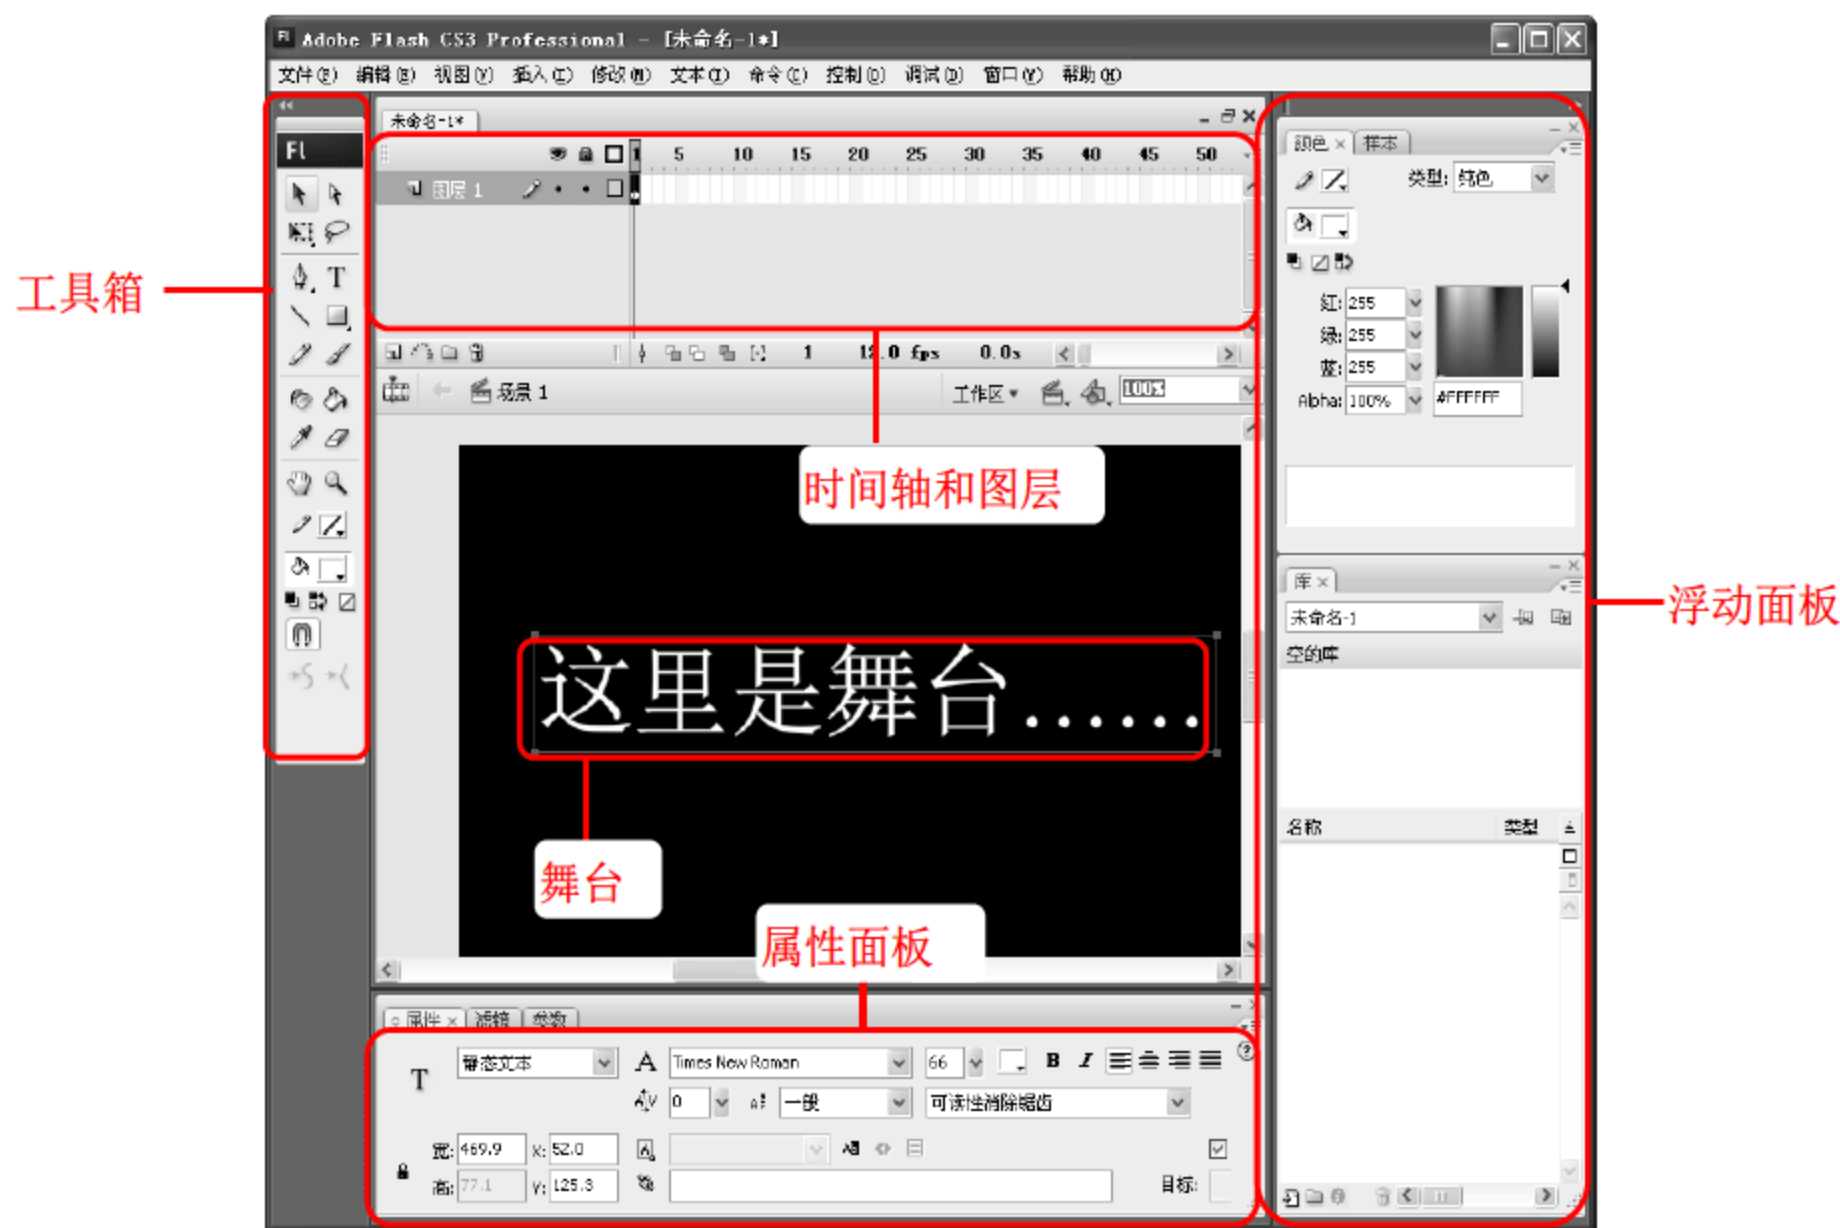 Adobe Flash CS3 Professional - [未命名-1*]
文件(F) 编辑(E) 视图(V) 插入(I) 修改(M) 文本(T) 命令(C) 控制(O) 调试(D) 窗口(W) 帮助(H)
未命名-1*
Fl
1 5 10 15 20 25 30 35 40 45 50
图层 1
1 12.0 fps 0.0s
场景 1 工作区 100%
工具箱
时间轴和图层
这里是舞台......
舞台
属性面板
浮动面板
颜色 × 样本
类型: 纯色
红: 255
绿: 255
蓝: 255
Alpha: 100% #FFFFFF
库 ×
未命名-1
空的库
名称 类型
属性 × 滤镜 参数
T 静态文本 A Times New Roman 66 B I
AV 0 一般 可读性消除锯齿
宽: 469.9 X: 52.0
高: 77.1 Y: 125.3 目标: